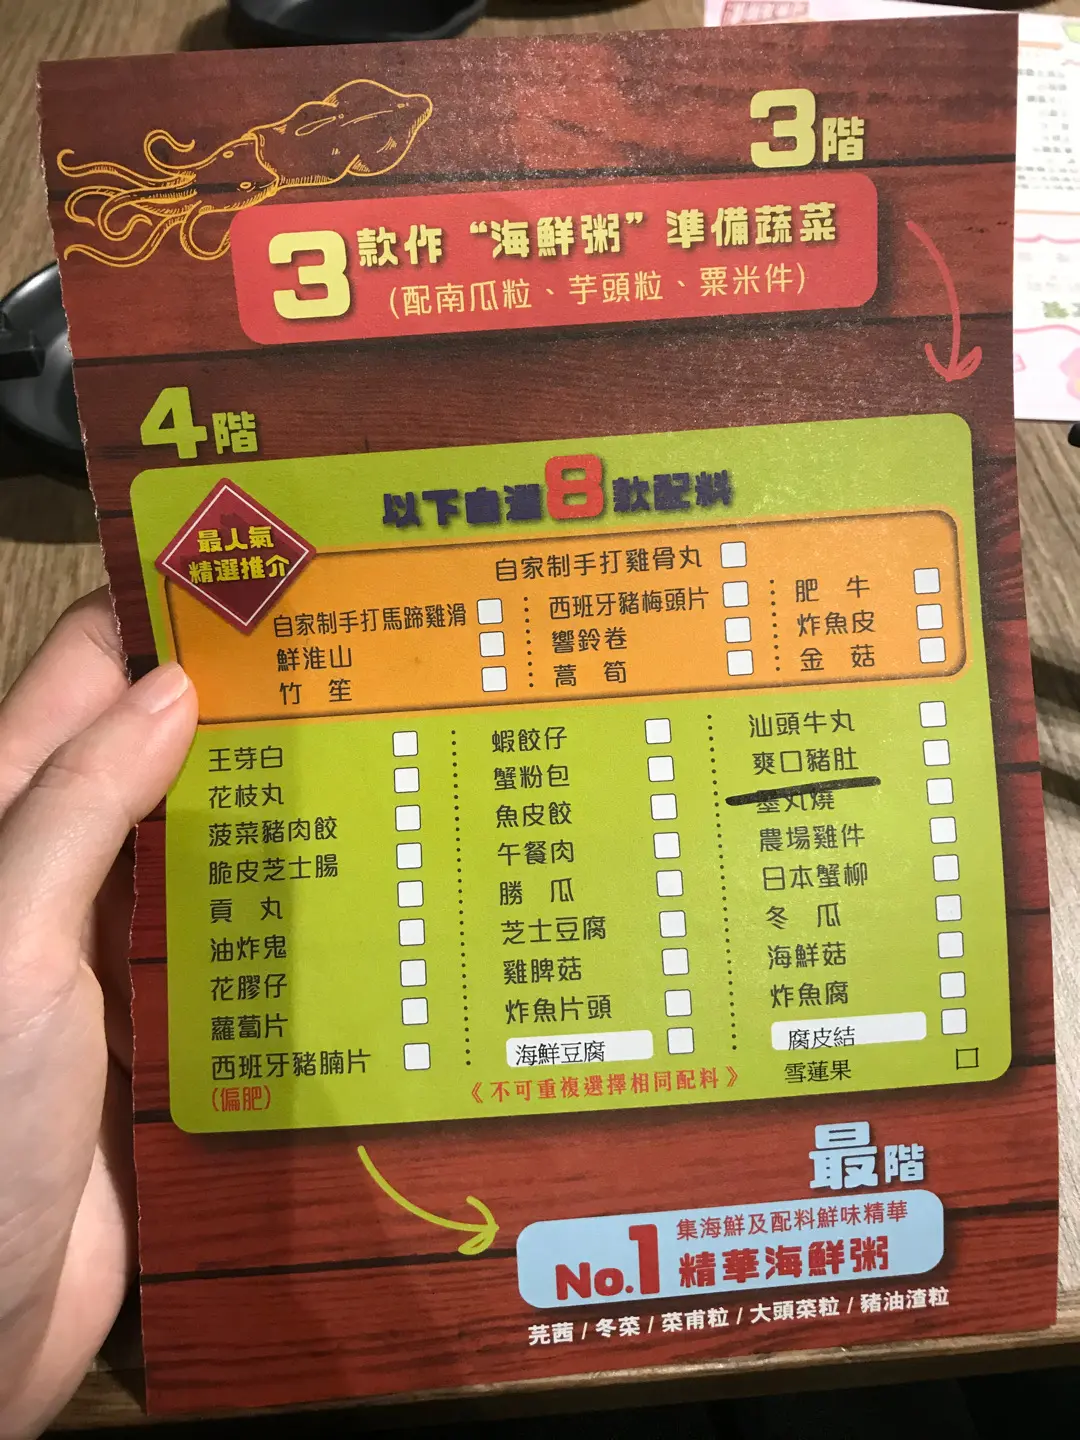 3階
3款作“海鮮粥”準備蔬菜
(配南瓜粒、芋頭粒、粟米件)
4階
以下自選8款配料
最人氣
精選推介
自家制手打雞骨丸
自家制手打馬蹄雞滑
鮮淮山
竹笙
西班牙豬梅頭片
響鈴卷
蒿筍
肥牛
炸魚皮
金菇
王芽白
花枝丸
菠菜豬肉餃
脆皮芝士腸
貢丸
油炸鬼
花膠仔
蘿蔔片
西班牙豬腩片
(偏肥)
蝦餃仔
蟹粉包
魚皮餃
午餐肉
勝瓜
芝士豆腐
雞脾菇
炸魚片頭
海鮮豆腐
汕頭牛丸
爽口豬肚
墨丸燒
農場雞件
日本蟹柳
冬瓜
海鮮菇
炸魚腐
腐皮結
雪蓮果
《不可重複選擇相同配料》
最階
集海鮮及配料鮮味精華
No.1精華海鮮粥
芫茜/冬菜/菜甫粒/大頭菜粒/豬油渣粒